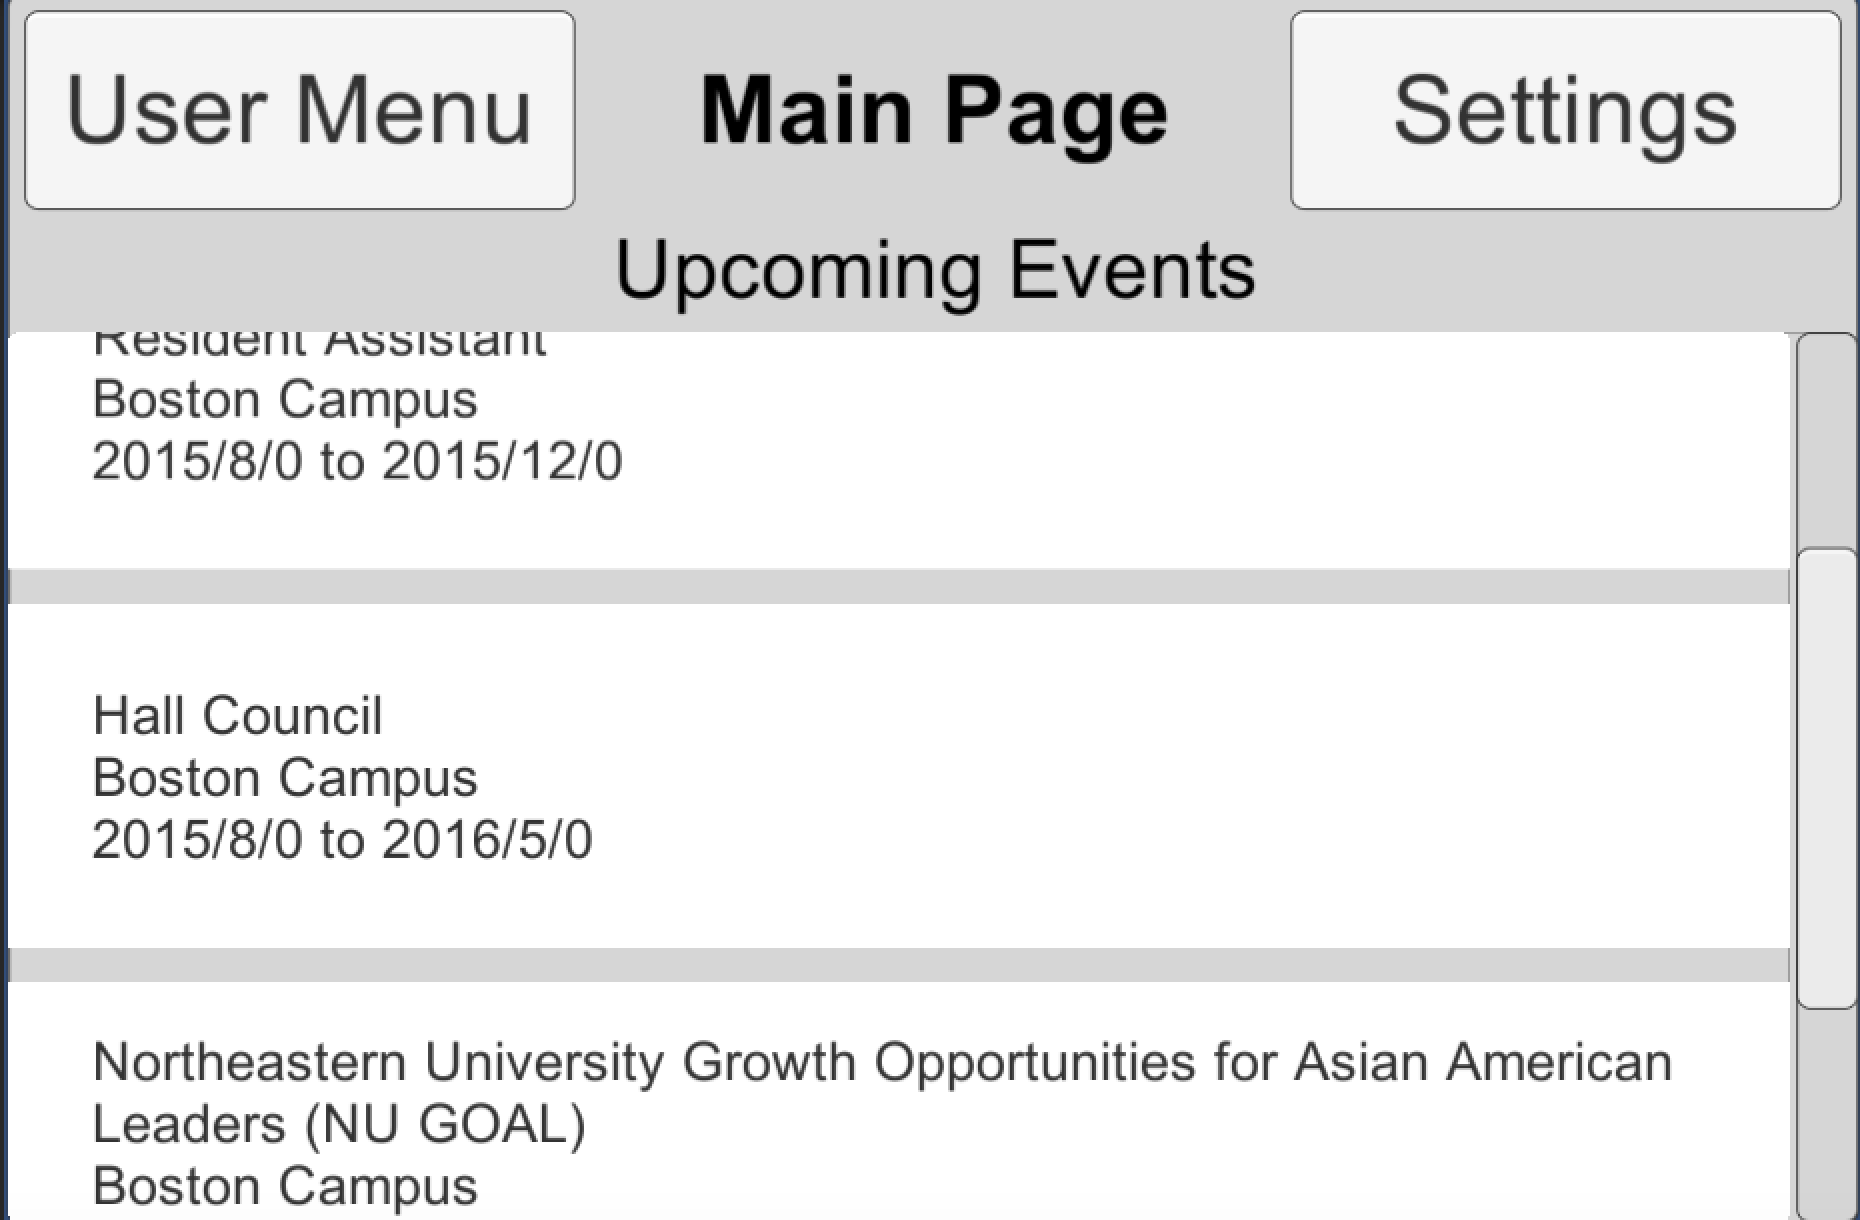 User Menu
Main Page
Settings
Upcoming Events
Resident Assistant
Boston Campus
2015/8/0 to 2015/12/0
Hall Council
Boston Campus
2015/8/0 to 2016/5/0
Northeastern University Growth Opportunities for Asian American
Leaders (NU GOAL)
Boston Campus